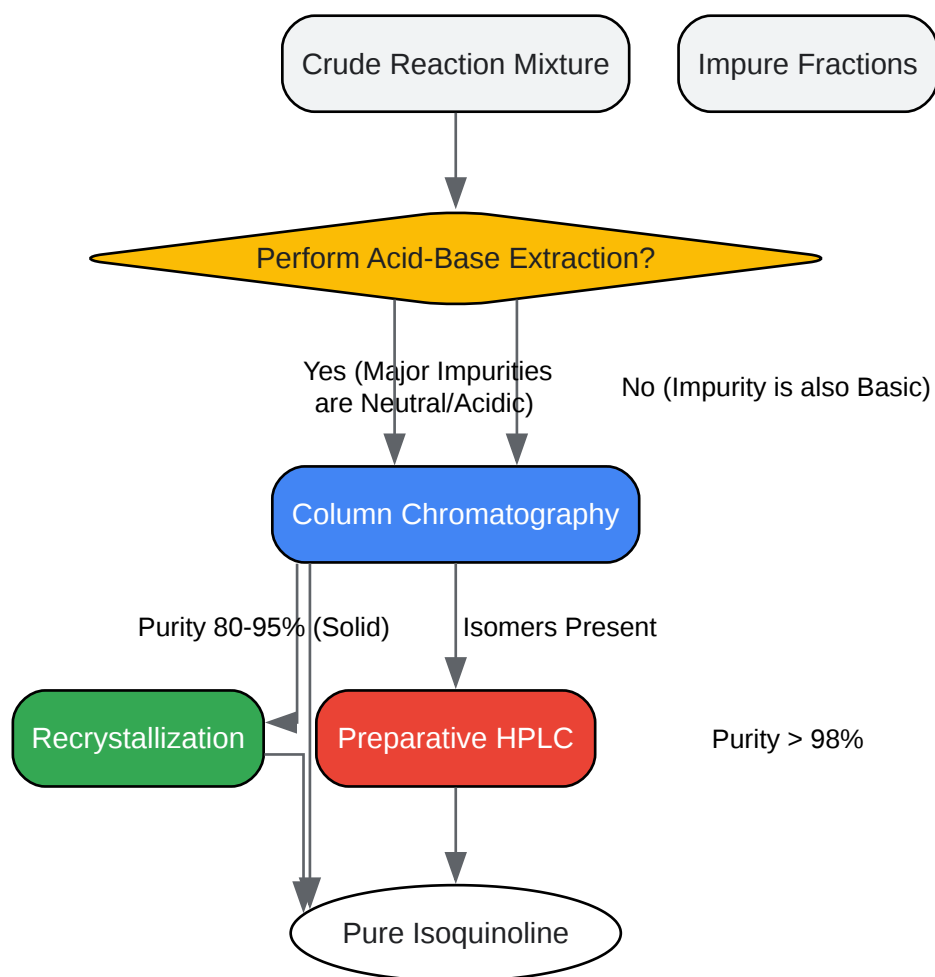 Crude Reaction Mixture
Impure Fractions
Perform Acid-Base Extraction?
Yes (Major Impurities
are Neutral/Acidic)
No (Impurity is also Basic)
Column Chromatography
Purity 80-95% (Solid)
Isomers Present
Recrystallization
Preparative HPLC
Purity > 98%
Pure Isoquinoline